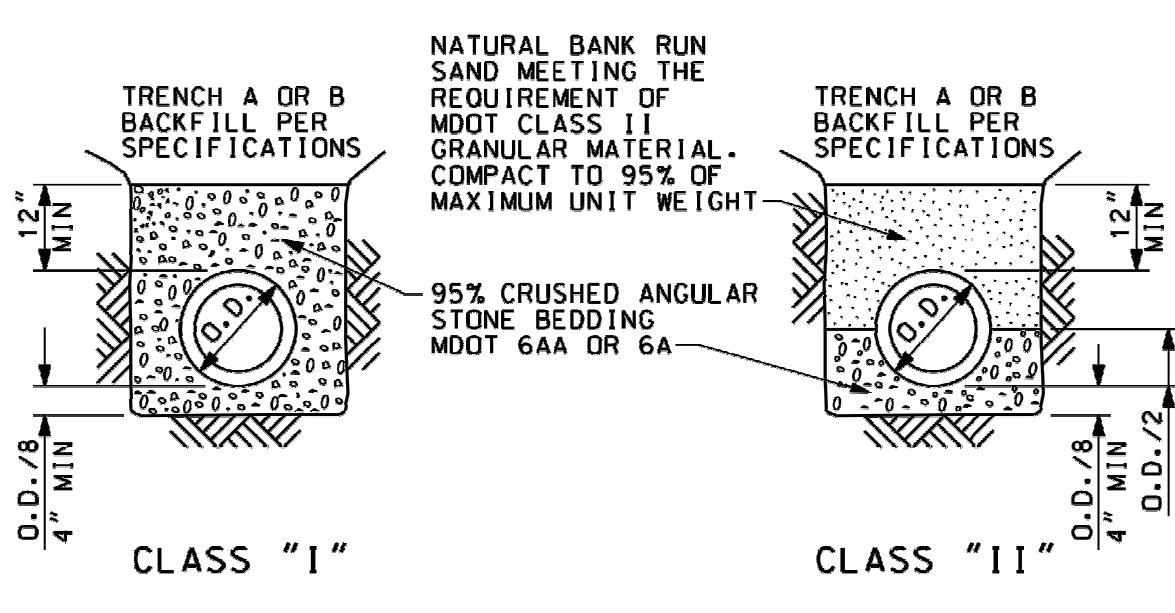 NATURAL BANK RUN
SAND MEETING THE
REQUIREMENT OF
MDOT CLASS II
GRANULAR MATERIAL.
COMPACT TO 95% OF
MAXIMUM UNIT WEIGHT
TRENCH A OR B
BACKFILL PER
SPECIFICATIONS
12"
MIN
O.D.
O.D./8
4" MIN
CLASS "I"
95% CRUSHED ANGULAR
STONE BEDDING
MDOT 6AA OR 6A
TRENCH A OR B
BACKFILL PER
SPECIFICATIONS
12"
MIN
O.D.
O.D./8
4" MIN
O.D./2
CLASS "II"